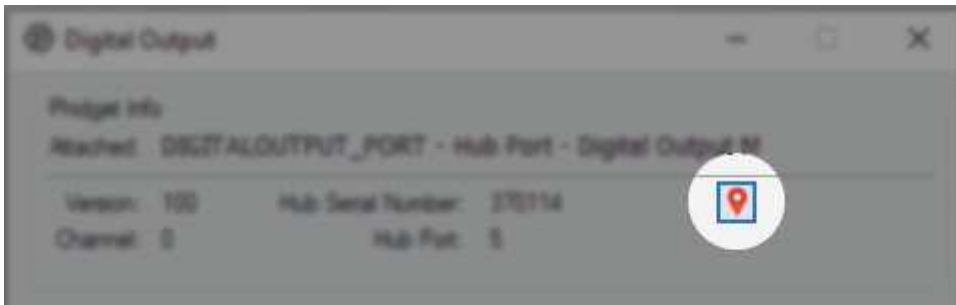 Digital Output
Phidget Info
Attached: DIGITALOUTPUT_PORT - Hub Port - Digital Output M
Version: 100 Hub Serial Number: 370114
Channel: 0 Hub Port: 5